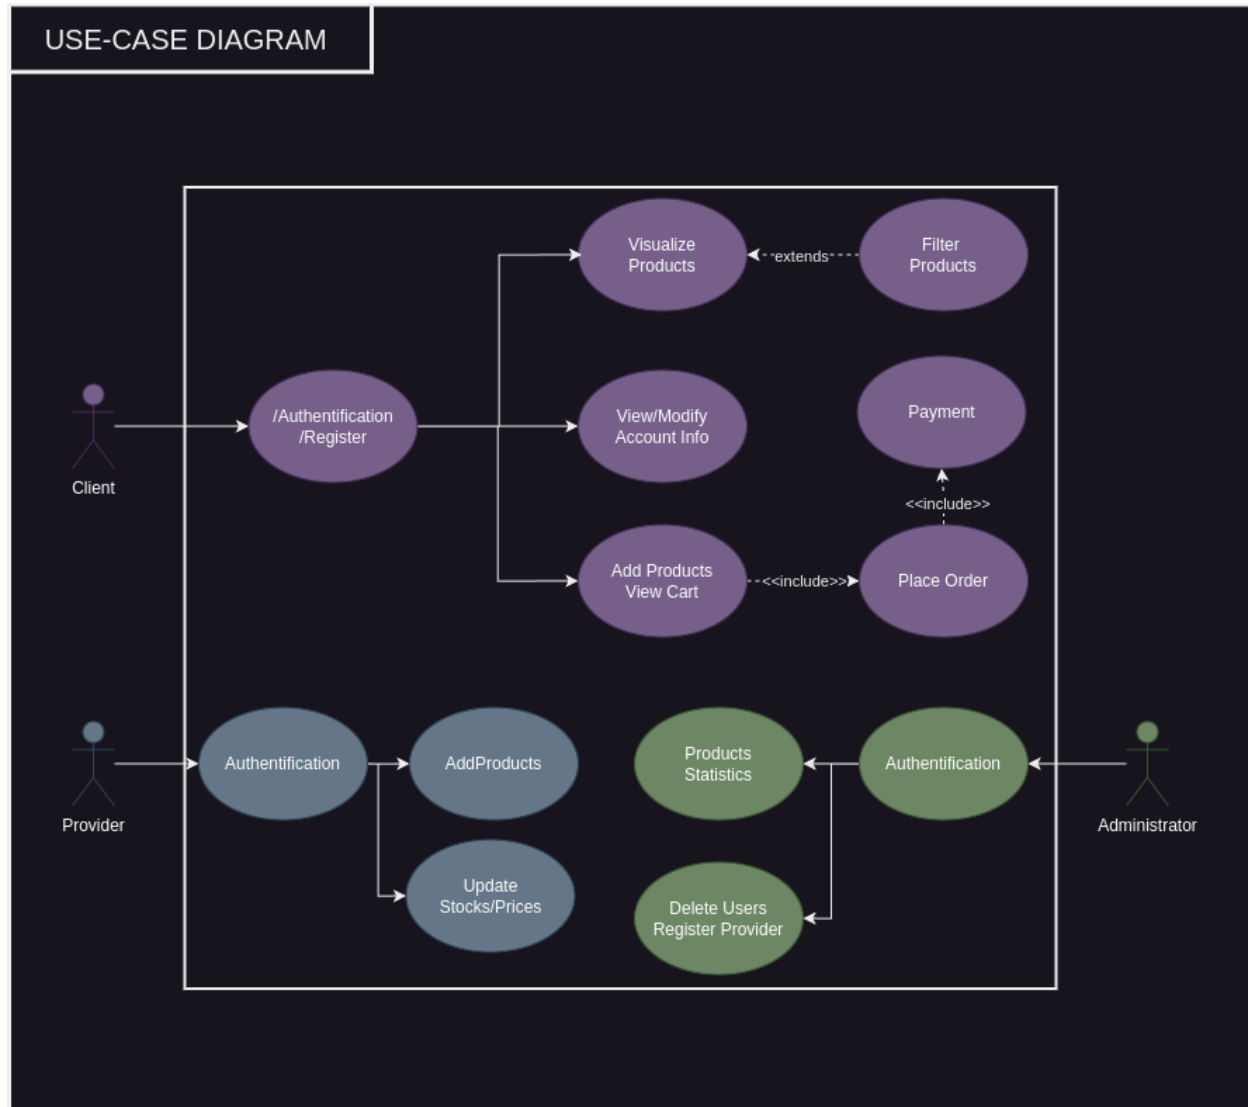 USE-CASE DIAGRAM
Visualize
Products
extends
Filter
Products
/Authentification
/Register
View/Modify
Account Info
Payment
Client
<<include>>
Add Products
View Cart
<<include>>
Place Order
Authentification
AddProducts
Products
Statistics
Authentification
Provider
Administrator
Update
Stocks/Prices
Delete Users
Register Provider